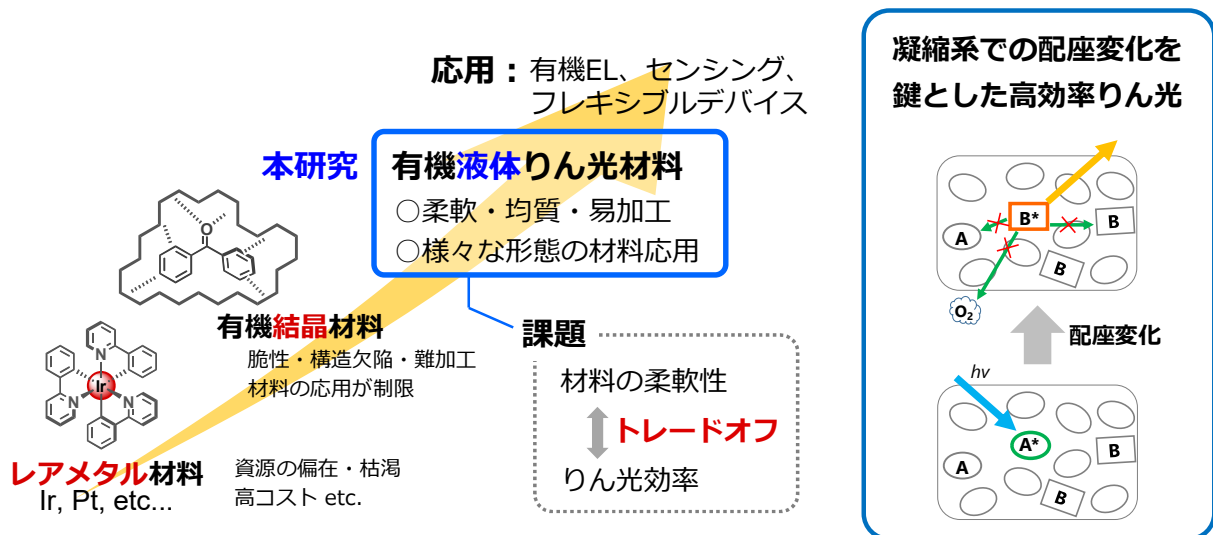 応用：有機EL、センシング、
フレキシブルデバイス
本研究
有機液体りん光材料
○柔軟・均質・易加工
○様々な形態の材料応用
O
有機結晶材料
脆性・構造欠陥・難加工
材料の応用が制限
N
Ir
N
N
レアメタル材料
Ir, Pt, etc...
資源の偏在・枯渇
高コスト etc.
課題
材料の柔軟性
トレードオフ
りん光効率
凝縮系での配座変化を
鍵とした高効率りん光
B*
A
B
B
O₂
配座変化
hν
A*
A
B
B